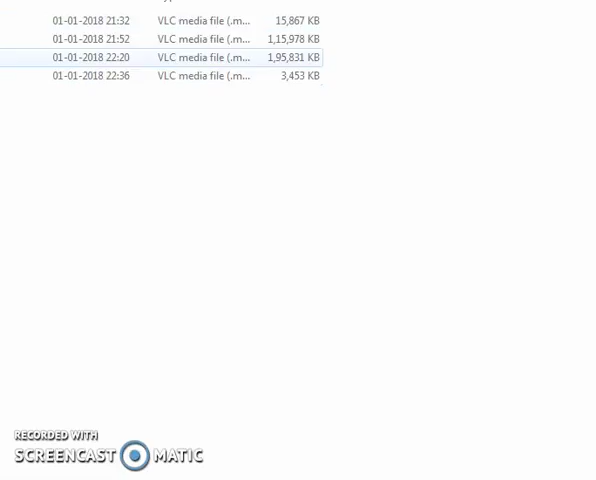 01-01-2018 21:32 VLC media file (.m... 15,867 KB
01-01-2018 21:52 VLC media file (.m... 1,15,978 KB
01-01-2018 22:20 VLC media file (.m... 1,95,831 KB
01-01-2018 22:36 VLC media file (.m... 3,453 KB
RECORDED WITH
SCREENCAST MATIC